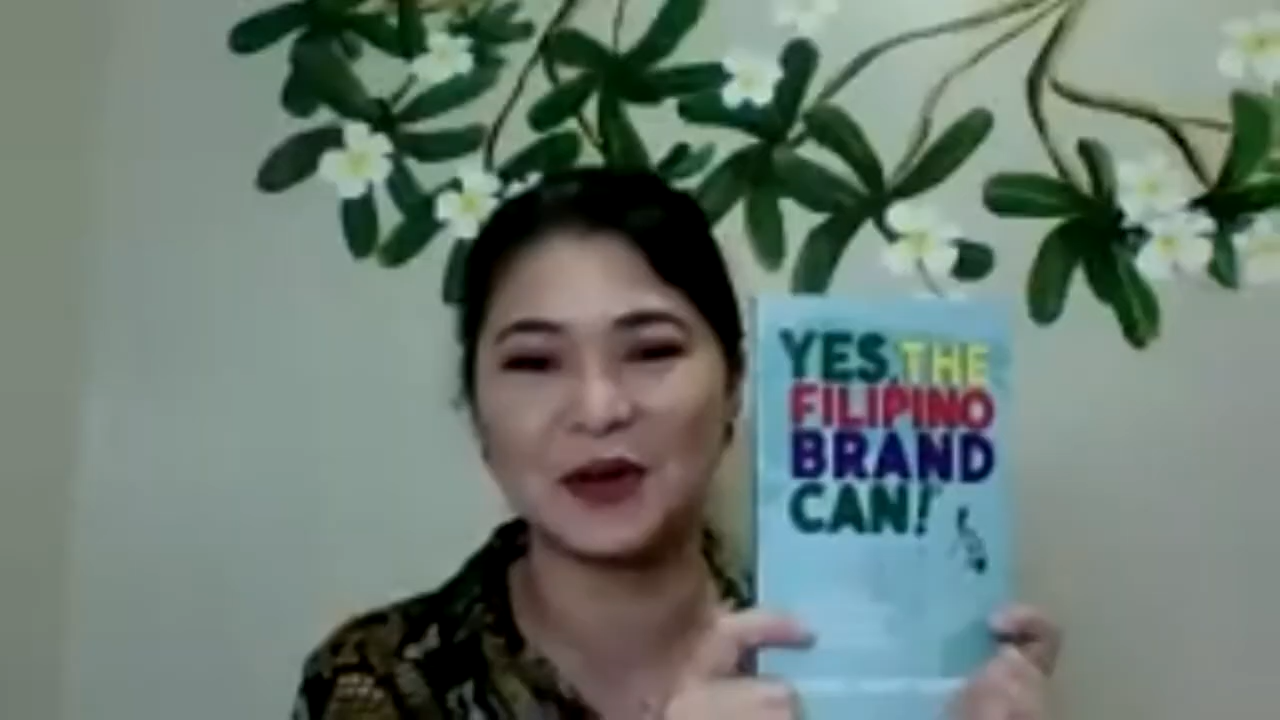 YES, THE
FILIPINO
BRAND
CAN!